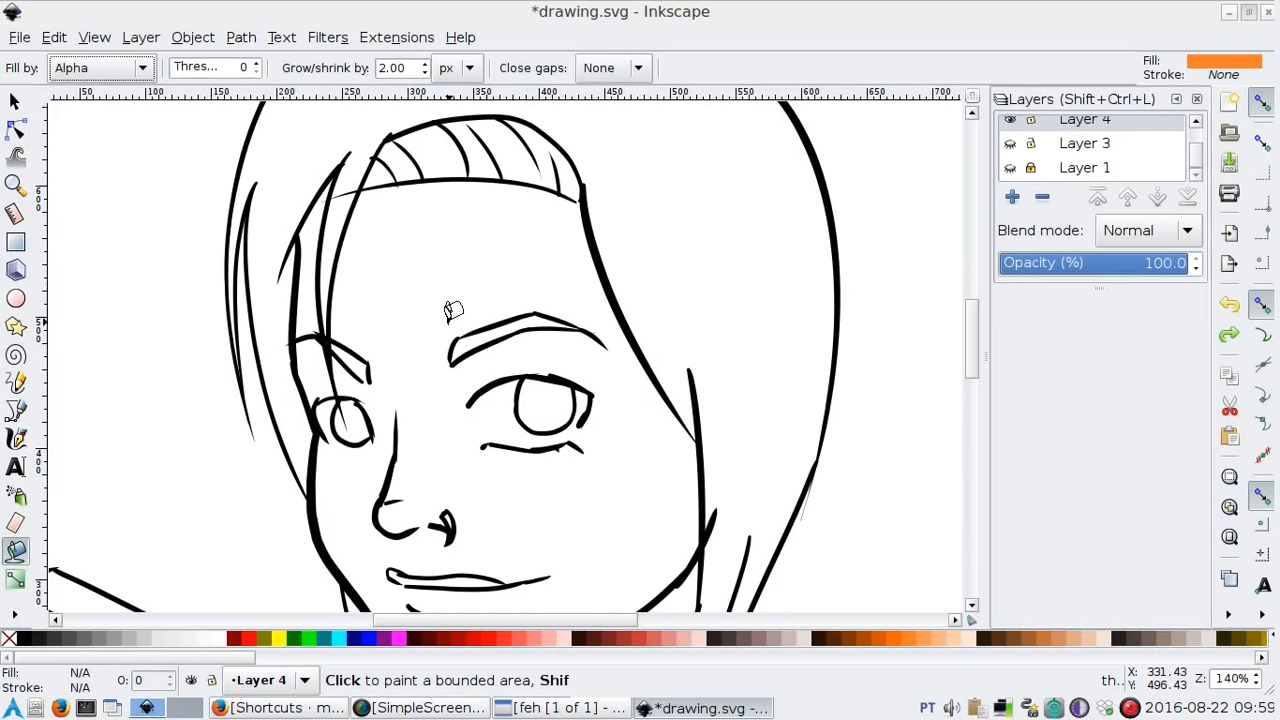 *drawing.svg - Inkscape
File Edit View Layer Object Path Text Filters Extensions Help
Fill by: Alpha Thres... 0 Grow/shrink by: 2.00 px Close gaps: None Fill: Stroke: None
50 100 150 200 250 300 350 400 450 500 550 600 650 700
Layers (Shift+Ctrl+L)
Layer 4
Layer 3
Layer 1
Blend mode: Normal
Opacity (%) 100.0
Fill: N/A
Stroke: N/A
O: 0
•Layer 4
Click to paint a bounded area, Shif
th...
X: 331.43
Y: 496.43
Z: 140%
[Shortcuts - m... [SimpleScreen... [feh [1 of 1] - ... *drawing.svg -... PT 2016-08-22 09:59